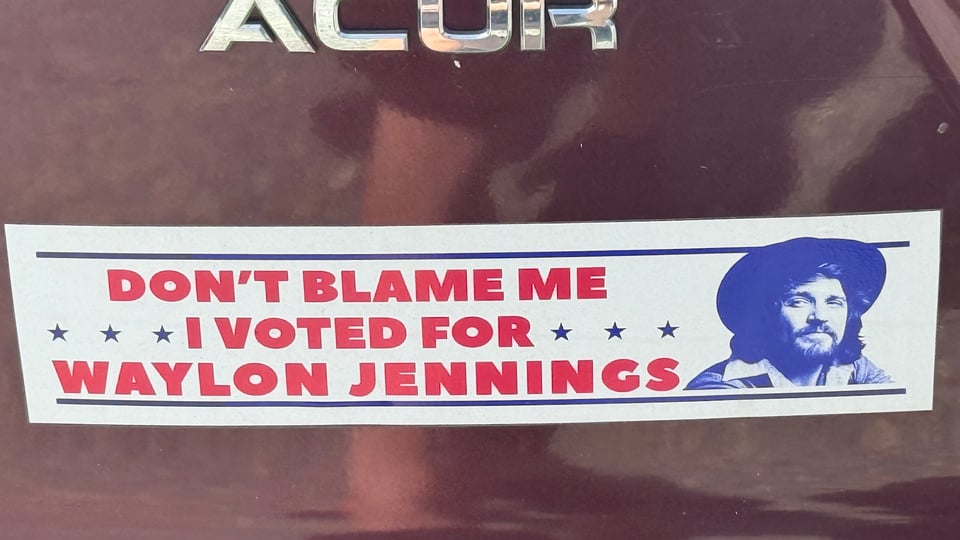 ACUR
DON'T BLAME ME
I VOTED FOR
WAYLON JENNINGS